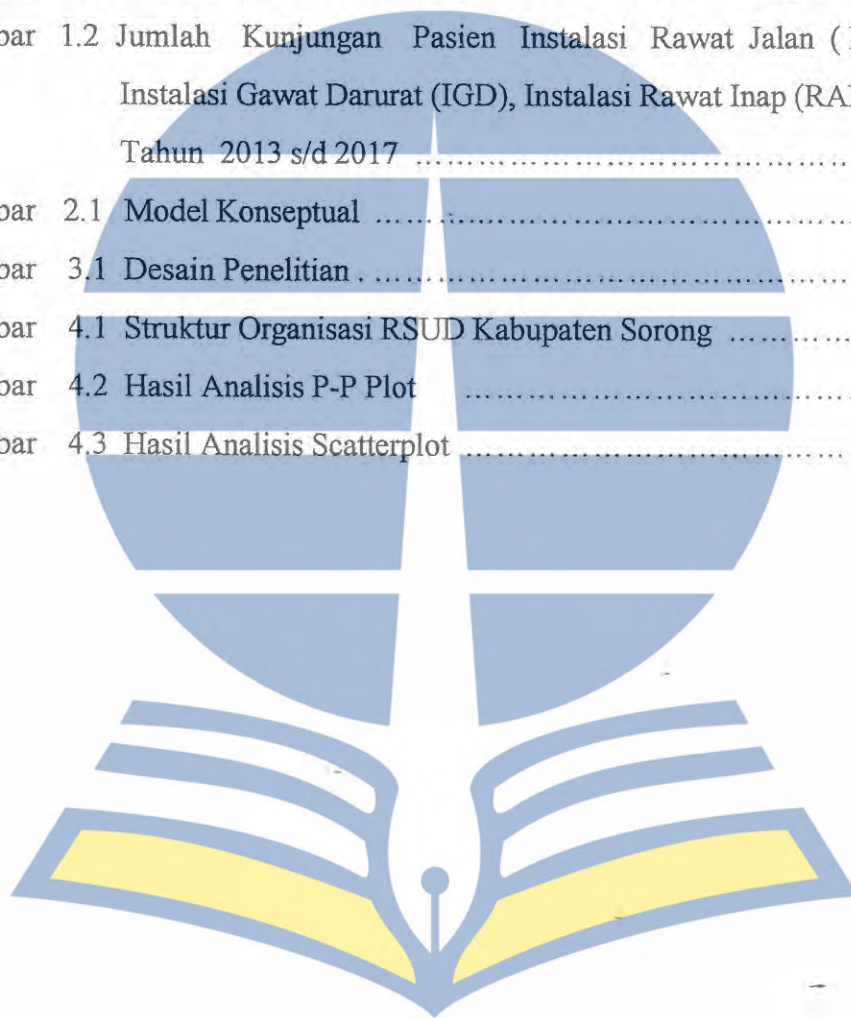 bar 1.2 Jumlah Kunjungan Pasien Instalasi Rawat Jalan (
Instalasi Gawat Darurat (IGD), Instalasi Rawat Inap (RA
Tahun 2013 s/d 2017 ........................................
bar 2.1 Model Konseptual ........................................
bar 3.1 Desain Penelitian ........................................
bar 4.1 Struktur Organisasi RSUD Kabupaten Sorong ............
bar 4.2 Hasil Analisis P-P Plot ........................................
bar 4.3 Hasil Analisis Scatterplot ........................................